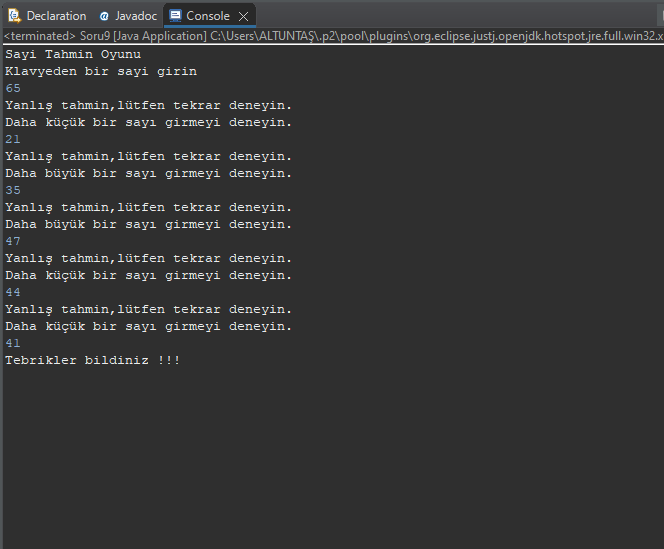 Declaration Javadoc Console
<terminated> Soru9 [Java Application] C:\Users\ALTUNTAŞ\.p2\pool\plugins\org.eclipse.justj.openjdk.hotspot.jre.full.win32.x
Sayi Tahmin Oyunu
Klavyeden bir sayi girin
65
Yanlış tahmin,lütfen tekrar deneyin.
Daha küçük bir sayı girmeyi deneyin.
21
Yanlış tahmin,lütfen tekrar deneyin.
Daha büyük bir sayı girmeyi deneyin.
35
Yanlış tahmin,lütfen tekrar deneyin.
Daha büyük bir sayı girmeyi deneyin.
47
Yanlış tahmin,lütfen tekrar deneyin.
Daha küçük bir sayı girmeyi deneyin.
44
Yanlış tahmin,lütfen tekrar deneyin.
Daha küçük bir sayı girmeyi deneyin.
41
Tebrikler bildiniz !!!